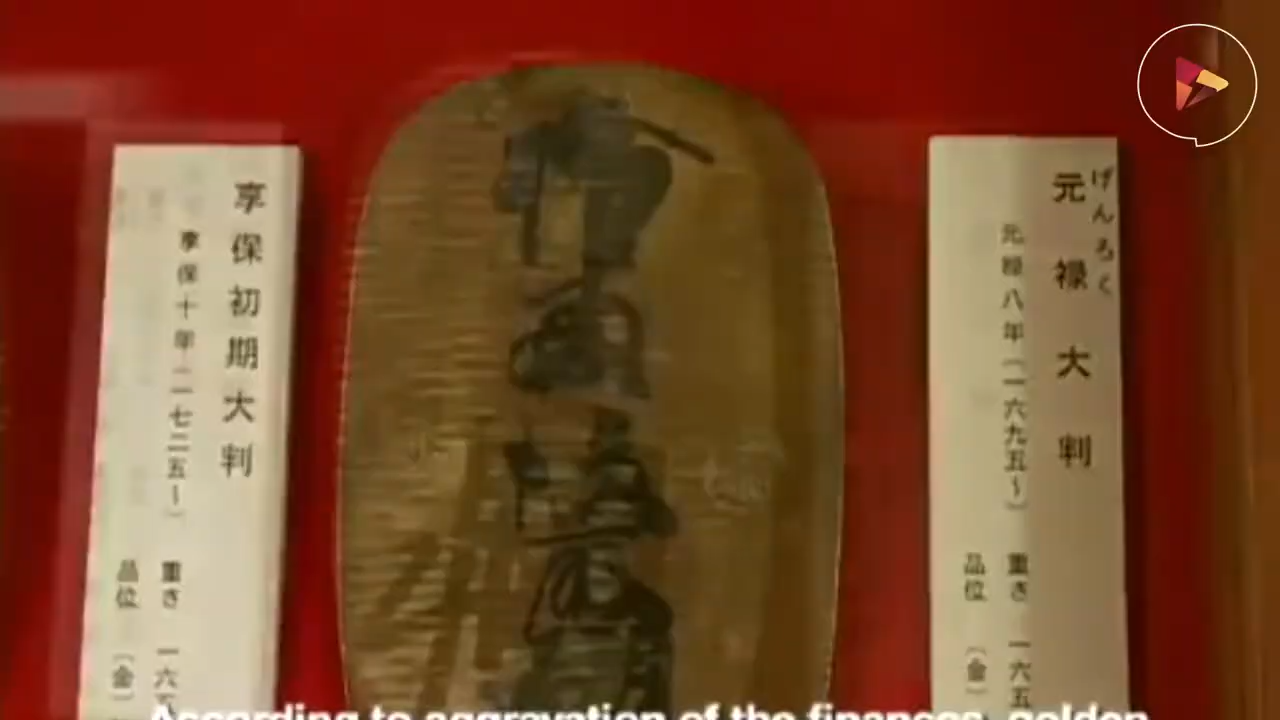 げんろく
元禄大判
元禄八年（一六九五～）
重さ 一六五
品位 （金）
享保初期大判
享保十年（一七二五～）
重さ 一六五
品位 （金）
According to aggravation of the finances, golden